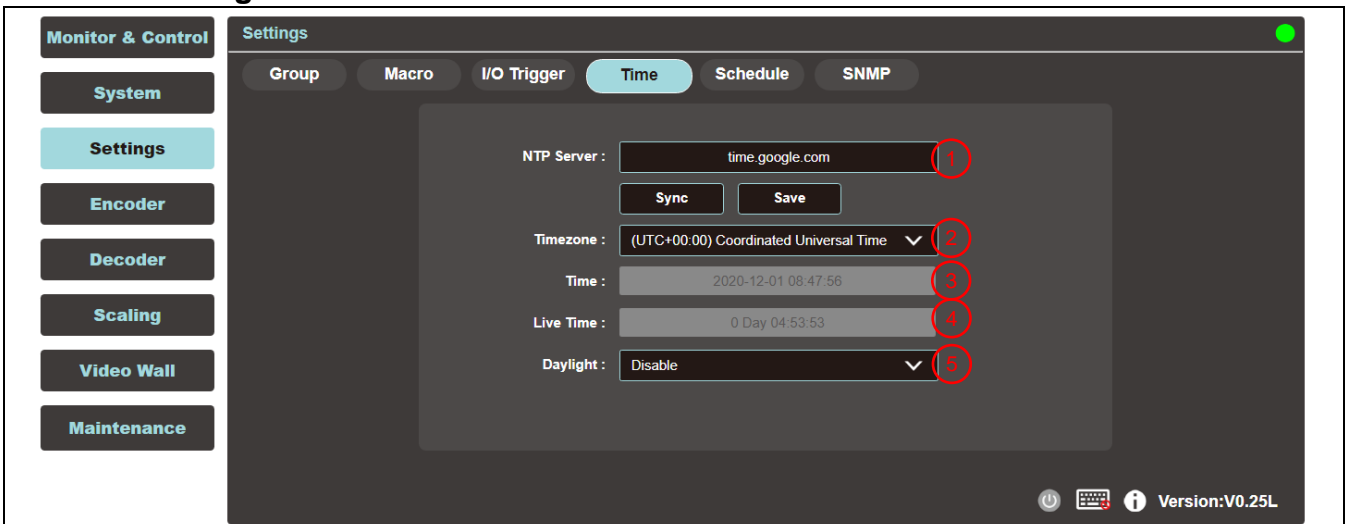 Monitor & Control
System
Settings
Encoder
Decoder
Scaling
Video Wall
Maintenance
Settings
Group Macro I/O Trigger Time Schedule SNMP
NTP Server : time.google.com 1
Sync Save
Timezone : (UTC+00:00) Coordinated Universal Time 2
Time : 2020-12-01 08:47:56 3
Live Time : 0 Day 04:53:53 4
Daylight : Disable 5
Version:V0.25L